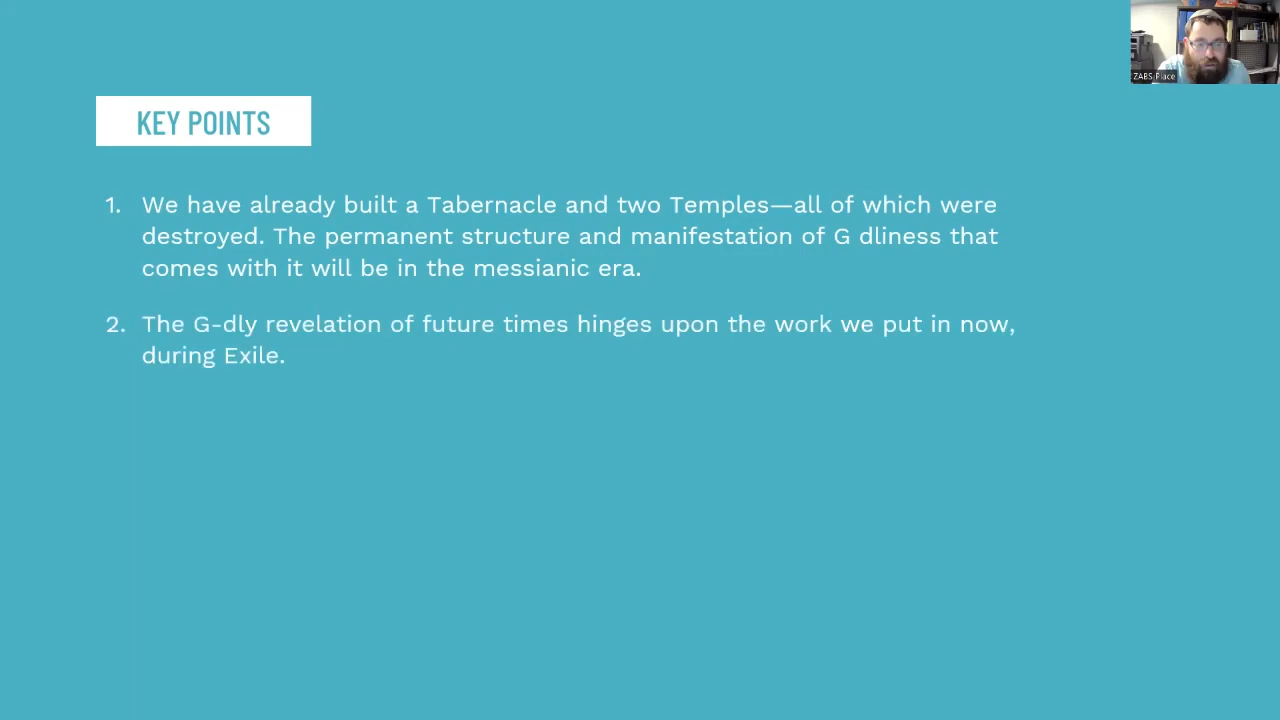 ZABS Place
KEY POINTS
1. We have already built a Tabernacle and two Temples—all of which were
destroyed. The permanent structure and manifestation of G dliness that
comes with it will be in the messianic era.
2. The G-dly revelation of future times hinges upon the work we put in now,
during Exile.